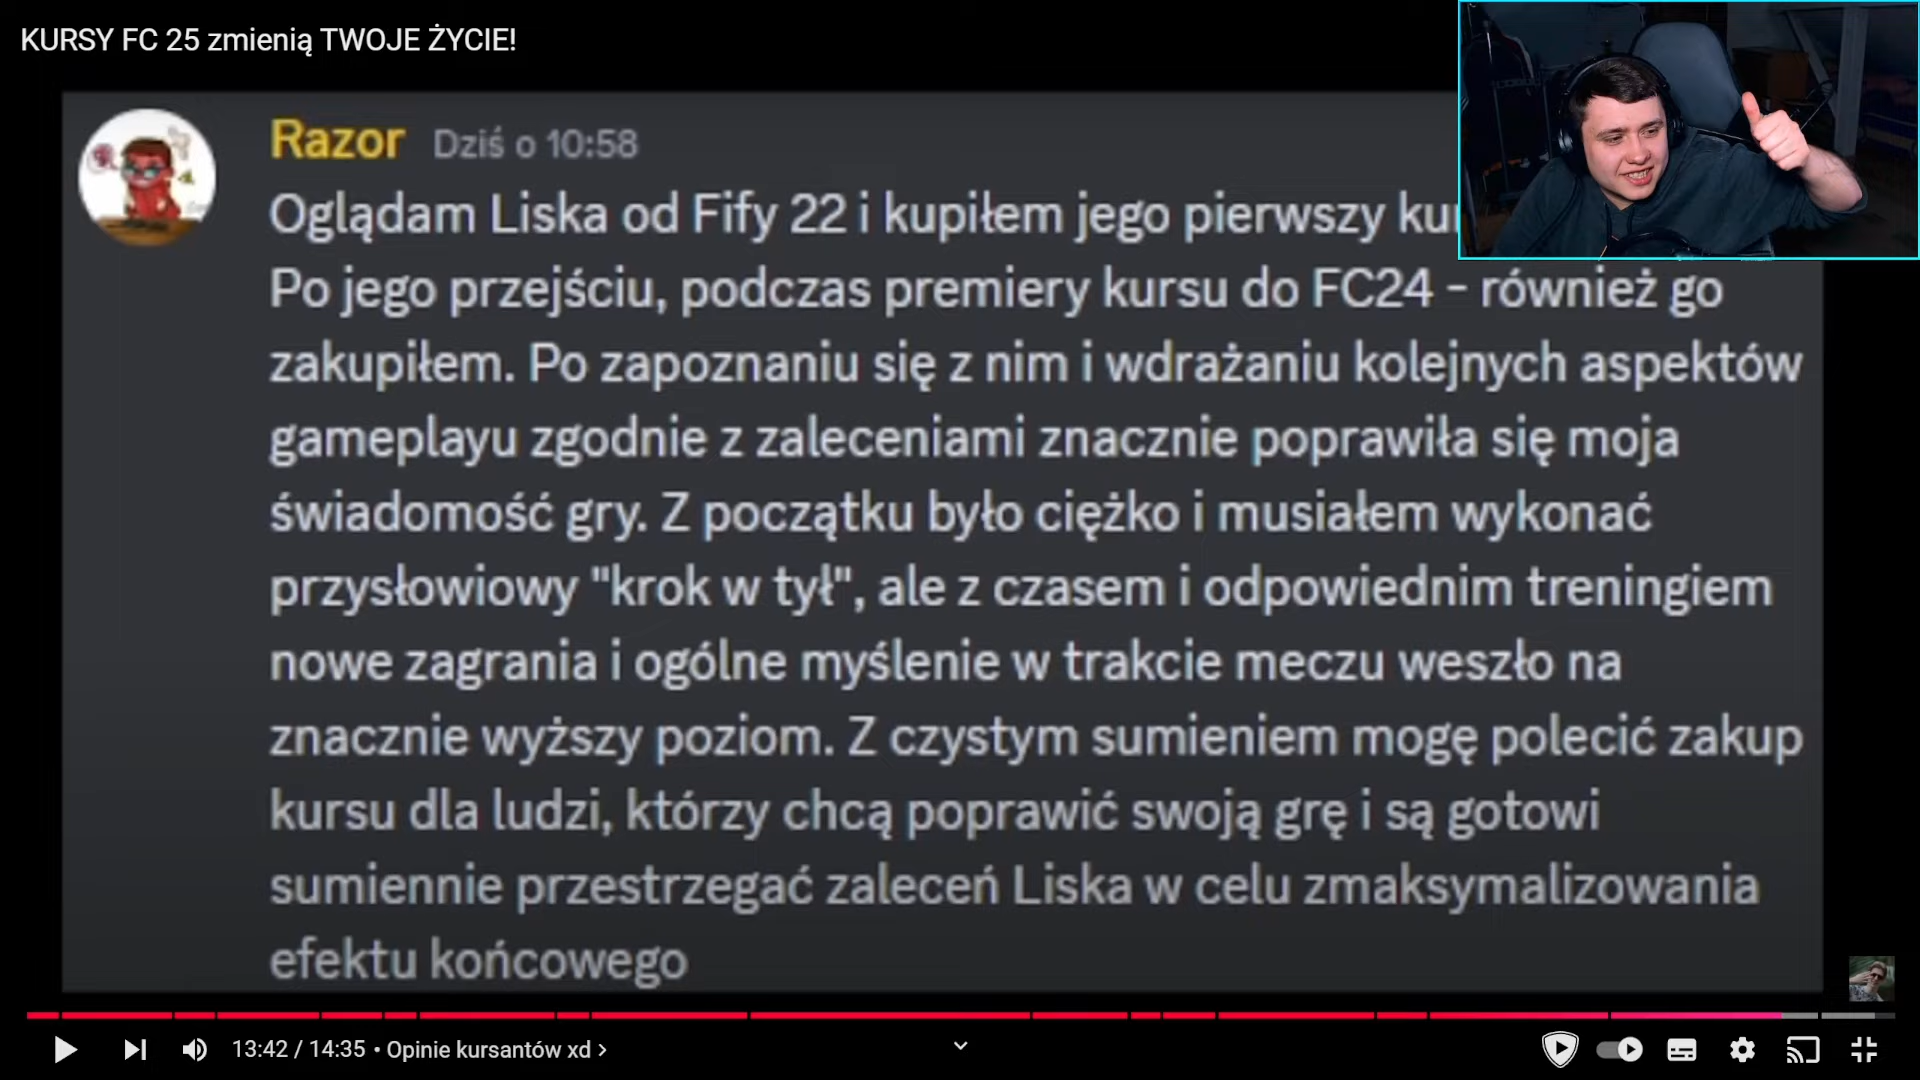 KURSY FC 25 zmienią TWOJE ŻYCIE!
Razor Dziś o 10:58
Oglądam Liska od Fify 22 i kupiłem jego pierwszy
Po jego przejściu, podczas premiery kursu do FC24 - również go
zakupiłem. Po zapoznaniu się z nim i wdrażaniu kolejnych aspektów
gameplayu zgodnie z zaleceniami znacznie poprawiła się moja
świadomość gry. Z początku było ciężko i musiałem wykonać
przysłowiowy "krok w tył", ale z czasem i odpowiednim treningiem
nowe zagrania i ogólne myślenie w trakcie meczu weszło na
znacznie wyższy poziom. Z czystym sumieniem mogę polecić zakup
kursu dla ludzi, którzy chcą poprawić swoją grę i są gotowi
sumiennie przestrzegać zaleceń Liska w celu zmaksymalizowania
efektu końcowego
13:42 / 14:35 • Opinie kursantów xd >